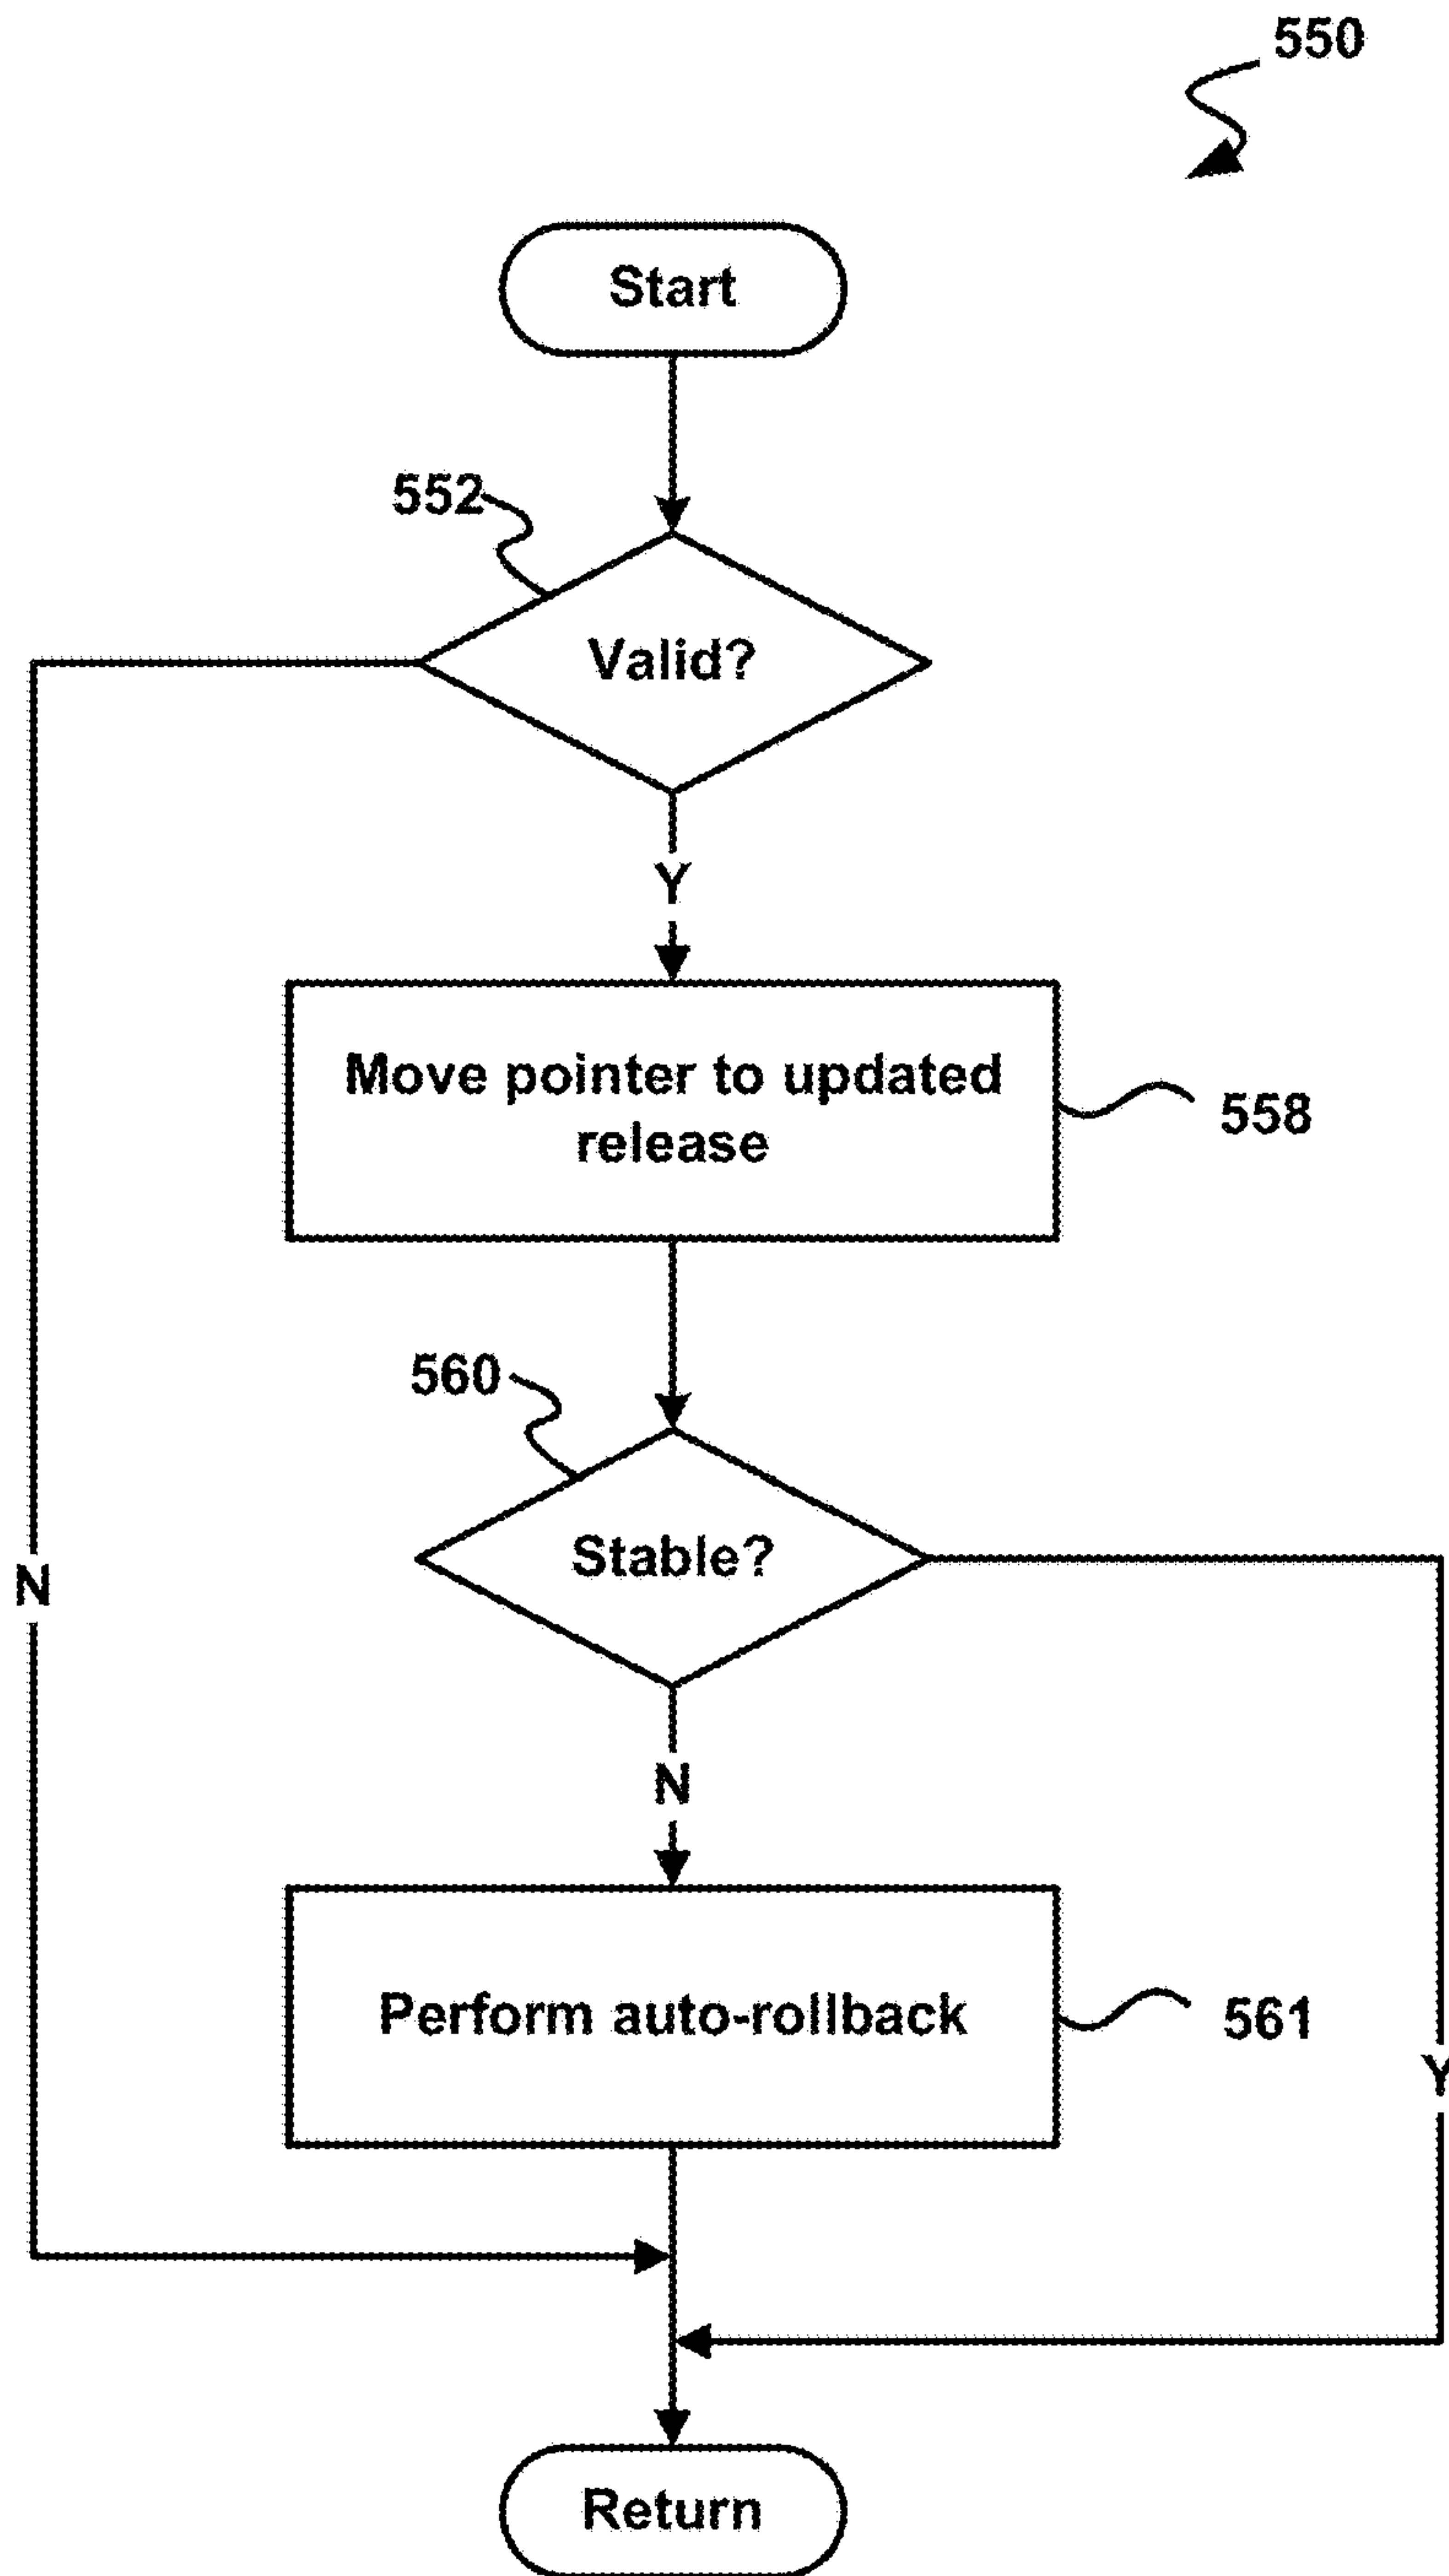 550
Start
552
Valid?
Y
Move pointer to updated
release
558
560
Stable?
N
N
Perform auto-rollback
561
Y
Return